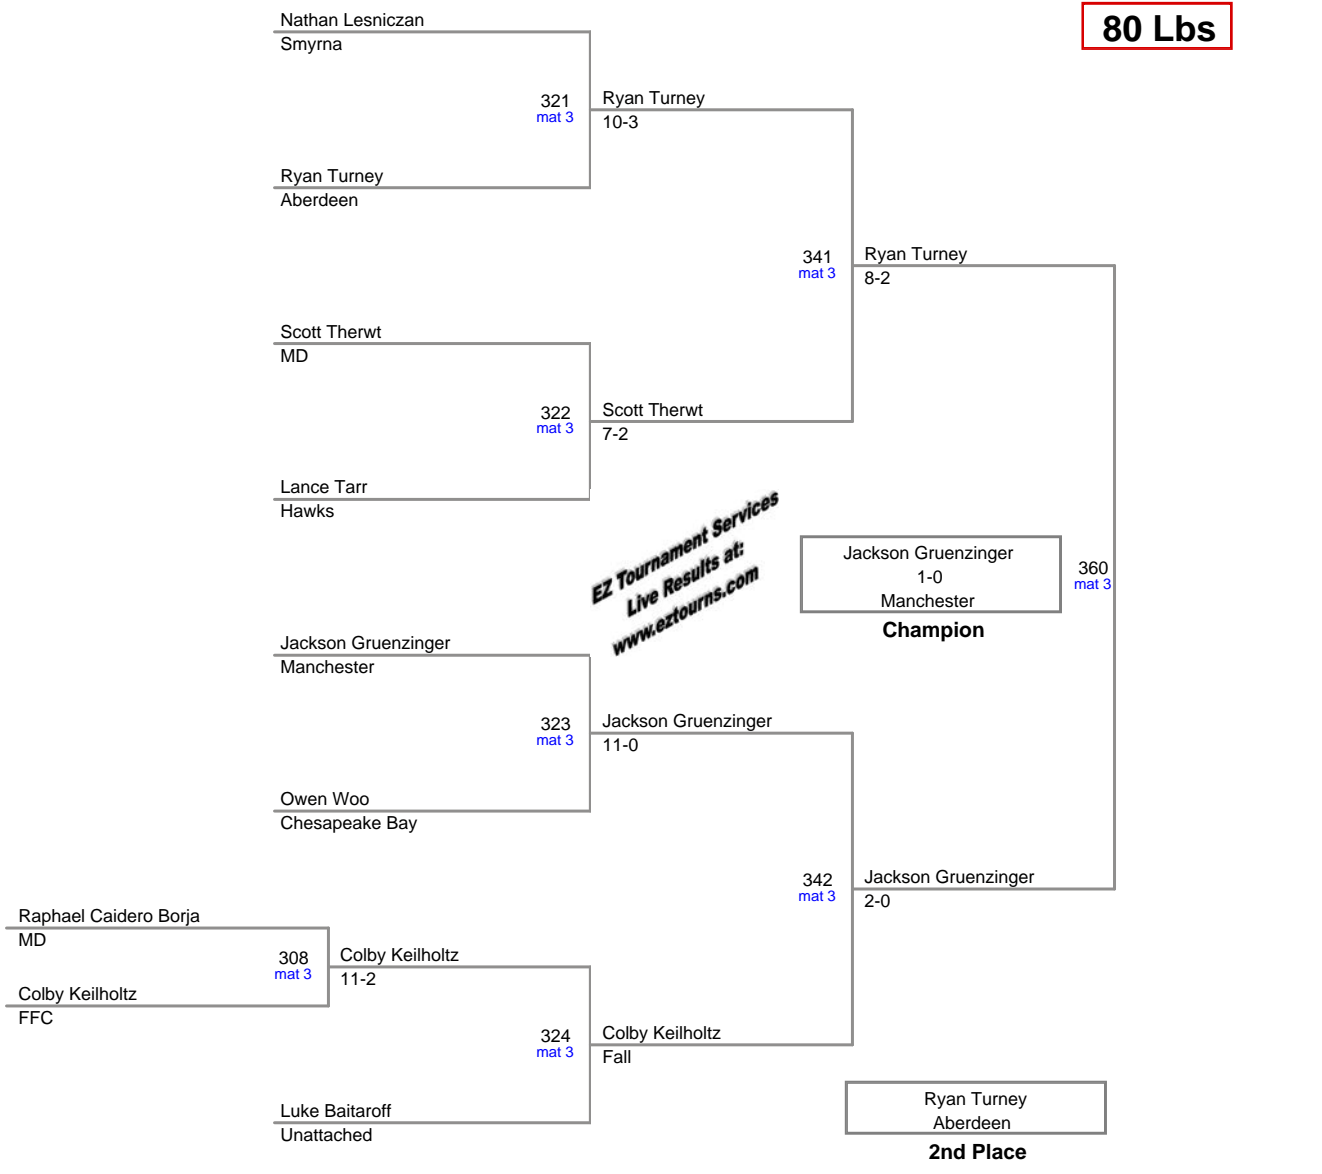 80 Lbs
Nathan Lesniczan
Smyrna
321
mat 3
Ryan Turney
10-3
Ryan Turney
Aberdeen
341
mat 3
Ryan Turney
8-2
Scott Therwt
MD
322
mat 3
Scott Therwt
7-2
Lance Tarr
Hawks
EZ Tournament Services
Live Results at:
www.eztourns.com
Jackson Gruenzinger
1-0
Manchester
Champion
360
mat 3
Jackson Gruenzinger
Manchester
323
mat 3
Jackson Gruenzinger
11-0
Owen Woo
Chesapeake Bay
342
mat 3
Jackson Gruenzinger
2-0
Raphael Caidero Borja
MD
308
mat 3
Colby Keilholtz
11-2
Colby Keilholtz
FFC
324
mat 3
Colby Keilholtz
Fall
Luke Baitaroff
Unattached
Ryan Turney
Aberdeen
2nd Place